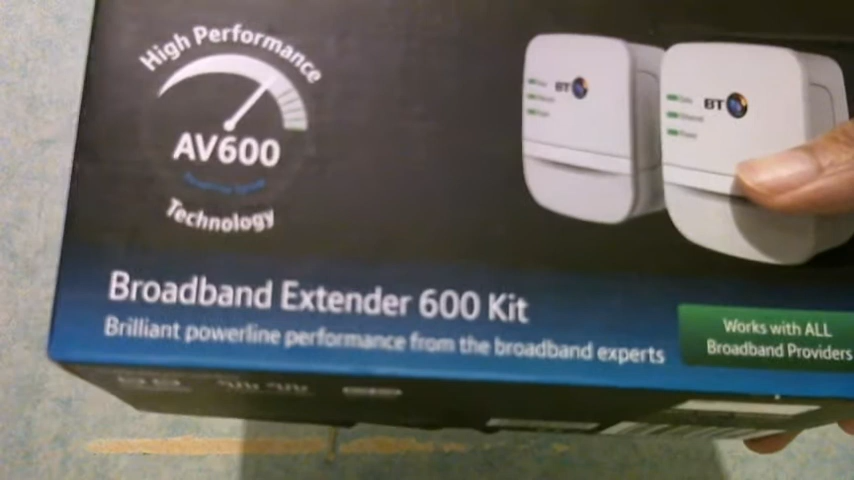 High Performance
AV600
Technology
BT
BT
Broadband Extender 600 Kit
Brilliant powerline performance from the broadband experts
Works with ALL
Broadband Providers